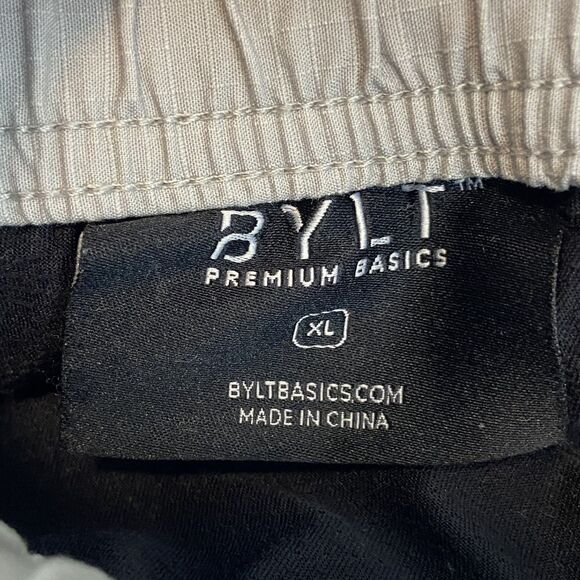 BYLT™
PREMIUM BASICS
XL
BYLTBASICS.COM
MADE IN CHINA